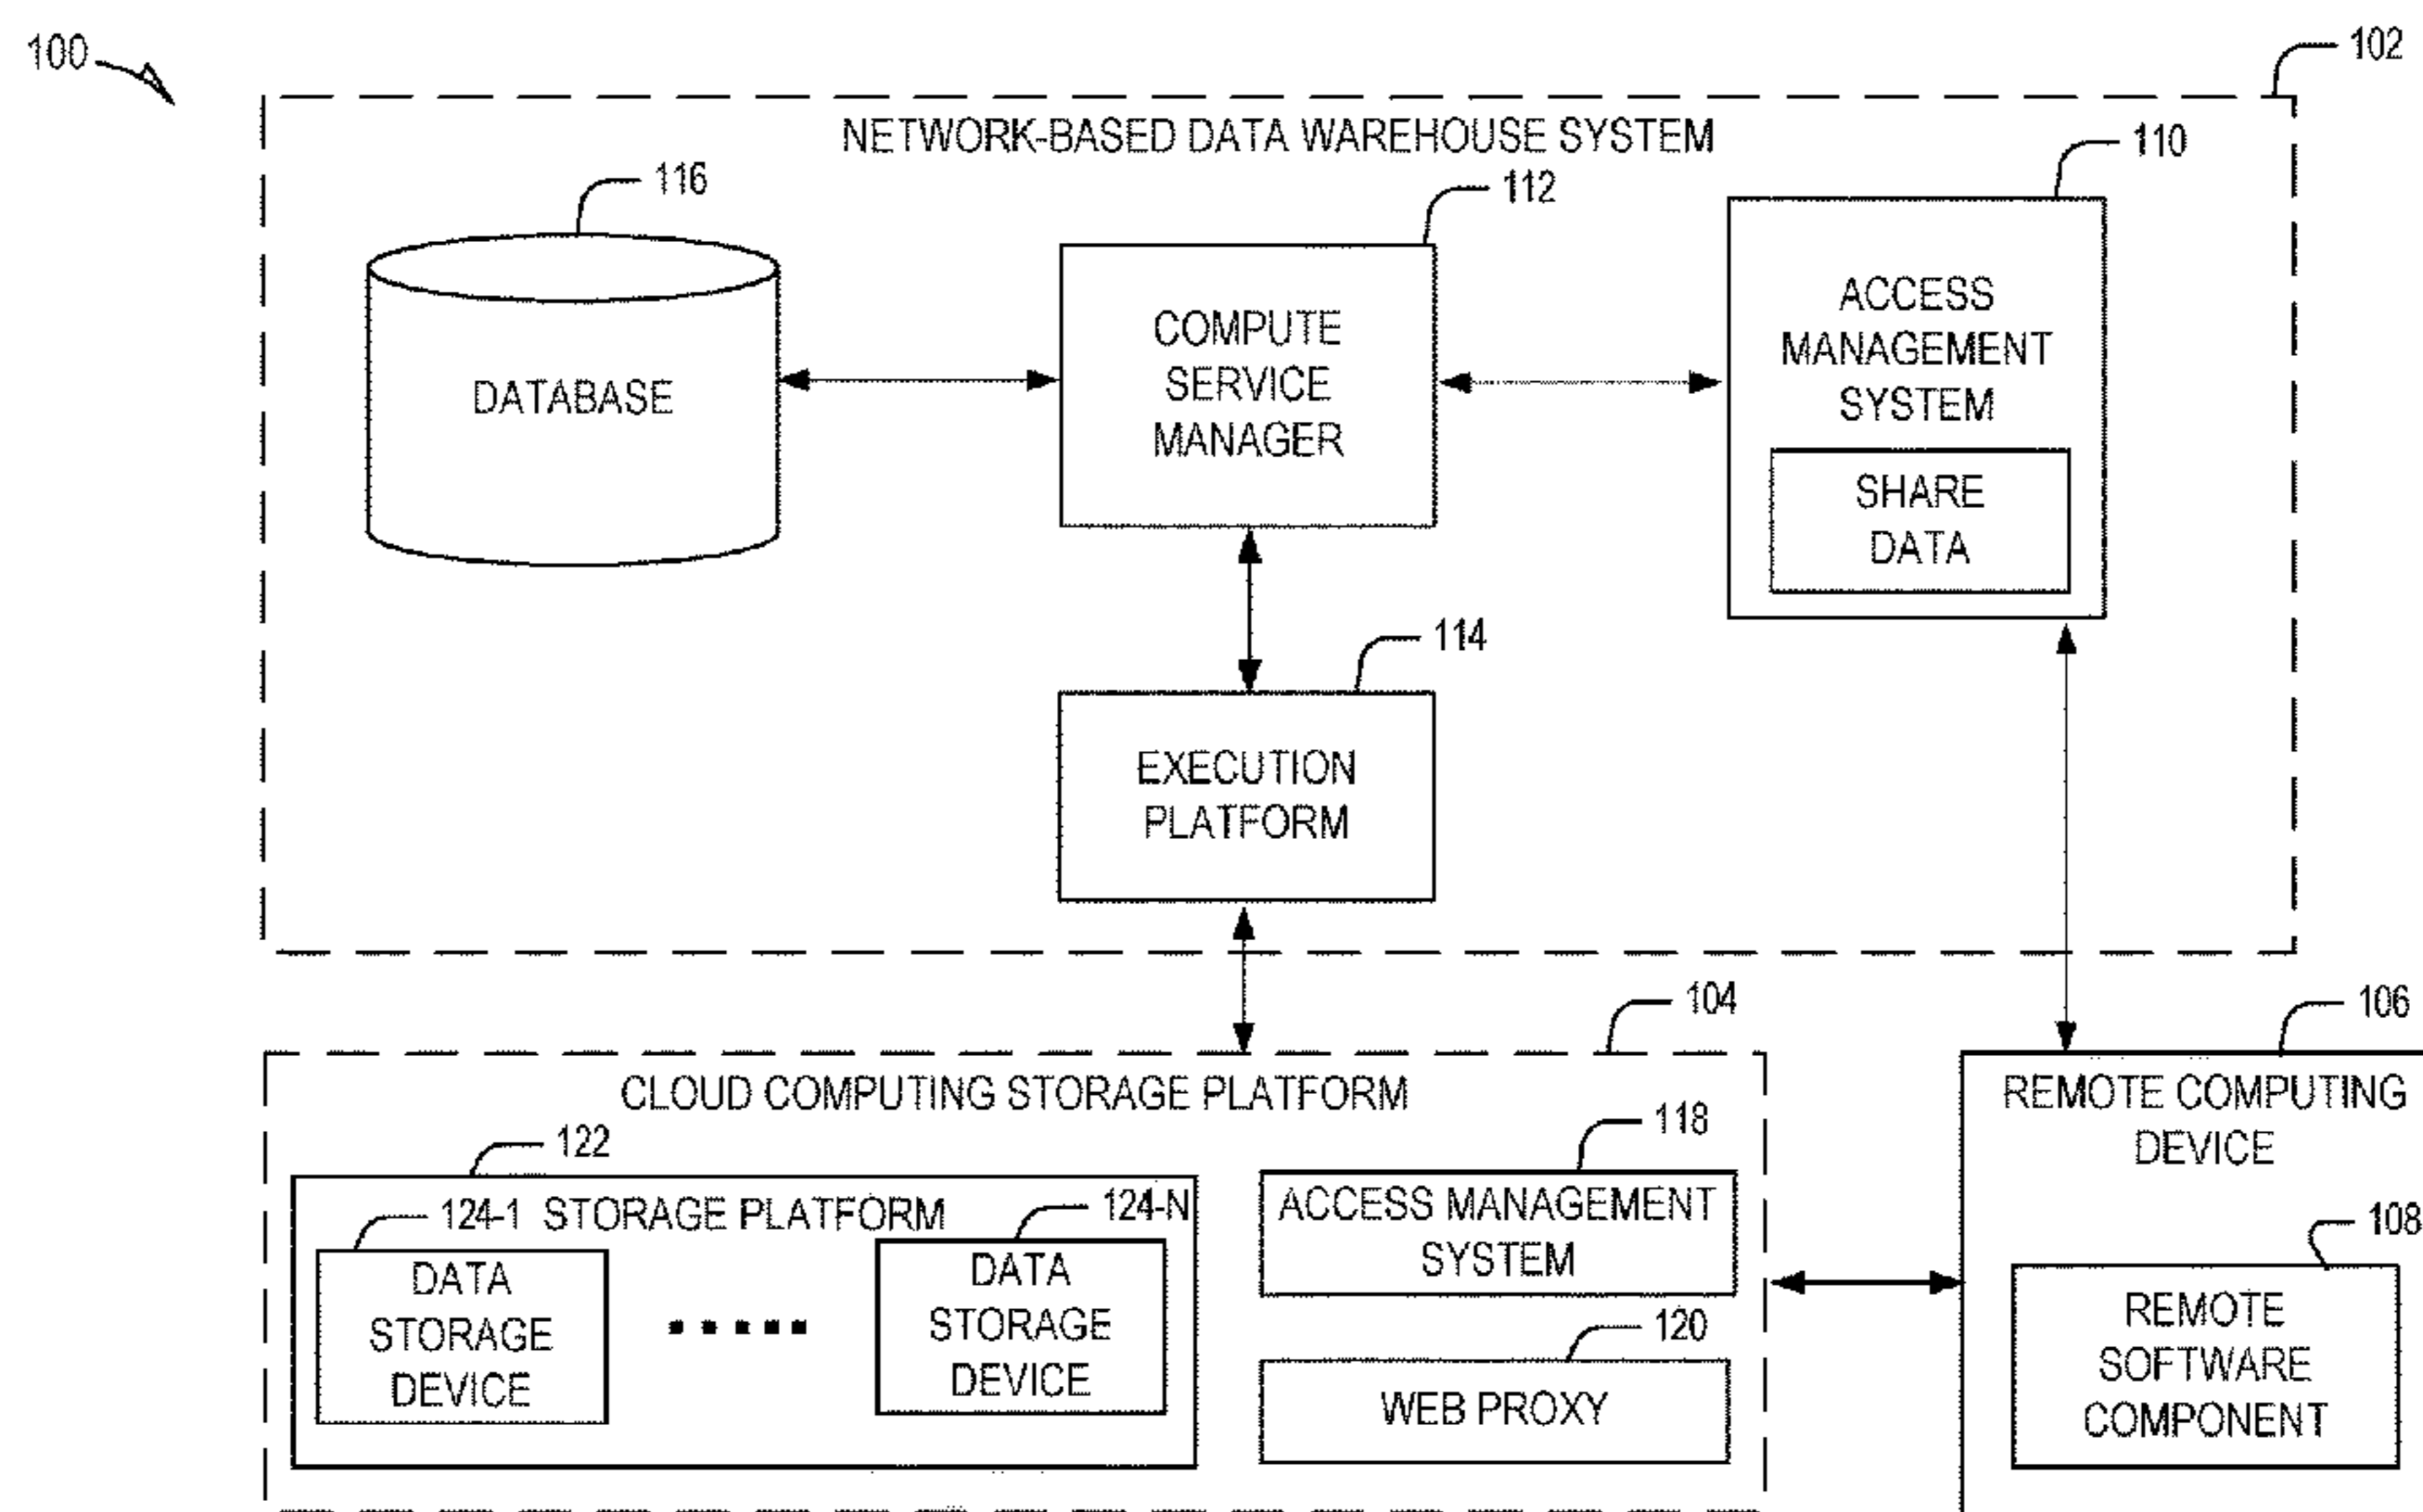 100
102
NETWORK-BASED DATA WAREHOUSE SYSTEM
116
112
110
DATABASE
COMPUTE
SERVICE
MANAGER
ACCESS
MANAGEMENT
SYSTEM
SHARE
DATA
114
EXECUTION
PLATFORM
104
106
CLOUD COMPUTING STORAGE PLATFORM
122
124-1 STORAGE PLATFORM
124-N
DATA
STORAGE
DEVICE
DATA
STORAGE
DEVICE
118
ACCESS MANAGEMENT
SYSTEM
120
WEB PROXY
REMOTE COMPUTING
DEVICE
108
REMOTE
SOFTWARE
COMPONENT